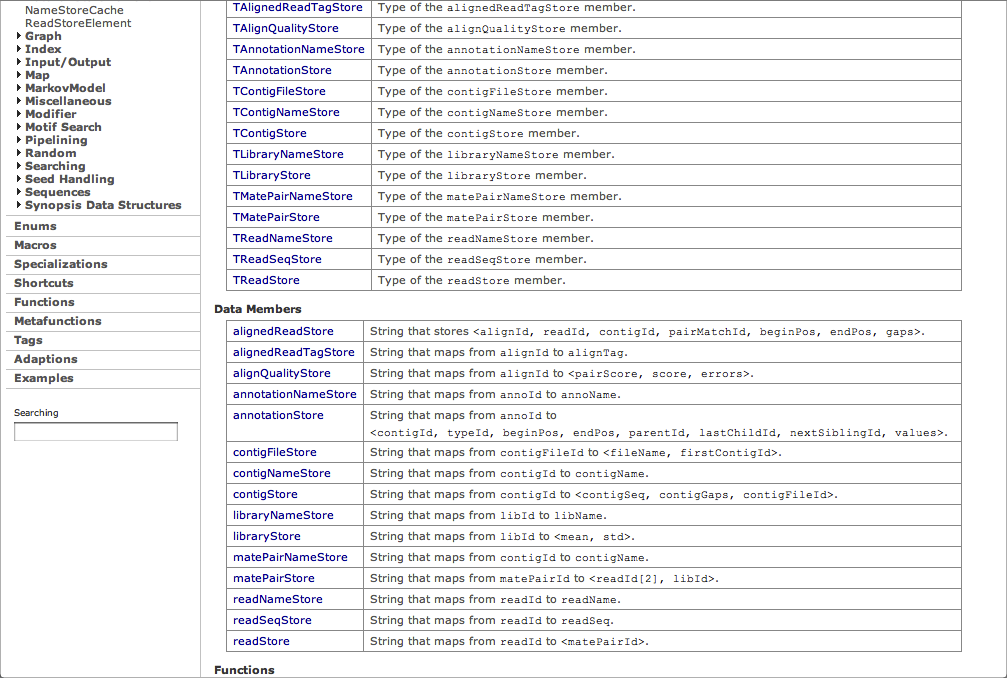 NameStoreCache
ReadStoreElement
Graph
Index
Input/Output
Map
MarkovModel
Miscellaneous
Modifier
Motif Search
Pipelining
Random
Searching
Seed Handling
Sequences
Synopsis Data Structures
Enums
Macros
Specializations
Shortcuts
Functions
Metafunctions
Tags
Adaptions
Examples
Searching
TAlignedReadTagStore Type of the alignedReadTagStore member.
TAlignQualityStore Type of the alignQualityStore member.
TAnnotationNameStore Type of the annotationNameStore member.
TAnnotationStore Type of the annotationStore member.
TContigFileStore Type of the contigFileStore member.
TContigNameStore Type of the contigNameStore member.
TContigStore Type of the contigStore member.
TLibraryNameStore Type of the libraryNameStore member.
TLibraryStore Type of the libraryStore member.
TMatePairNameStore Type of the matePairNameStore member.
TMatePairStore Type of the matePairStore member.
TReadNameStore Type of the readNameStore member.
TReadSeqStore Type of the readSeqStore member.
TReadStore Type of the readStore member.
Data Members
alignedReadStore String that stores <alignId, readId, contigId, pairMatchId, beginPos, endPos, gaps>.
alignedReadTagStore String that maps from alignId to alignTag.
alignQualityStore String that maps from alignId to <pairScore, score, errors>.
annotationNameStore String that maps from annoId to annoName.
annotationStore String that maps from annoId to
<contigId, typeId, beginPos, endPos, parentId, lastChildId, nextSiblingId, values>.
contigFileStore String that maps from contigFileId to <fileName, firstContigId>.
contigNameStore String that maps from contigId to contigName.
contigStore String that maps from contigId to <contigSeq, contigGaps, contigFileId>.
libraryNameStore String that maps from libId to libName.
libraryStore String that maps from libId to <mean, std>.
matePairNameStore String that maps from contigId to contigName.
matePairStore String that maps from matePairId to <readId[2], libId>.
readNameStore String that maps from readId to readName.
readSeqStore String that maps from readId to readSeq.
readStore String that maps from readId to <matePairId>.
Functions